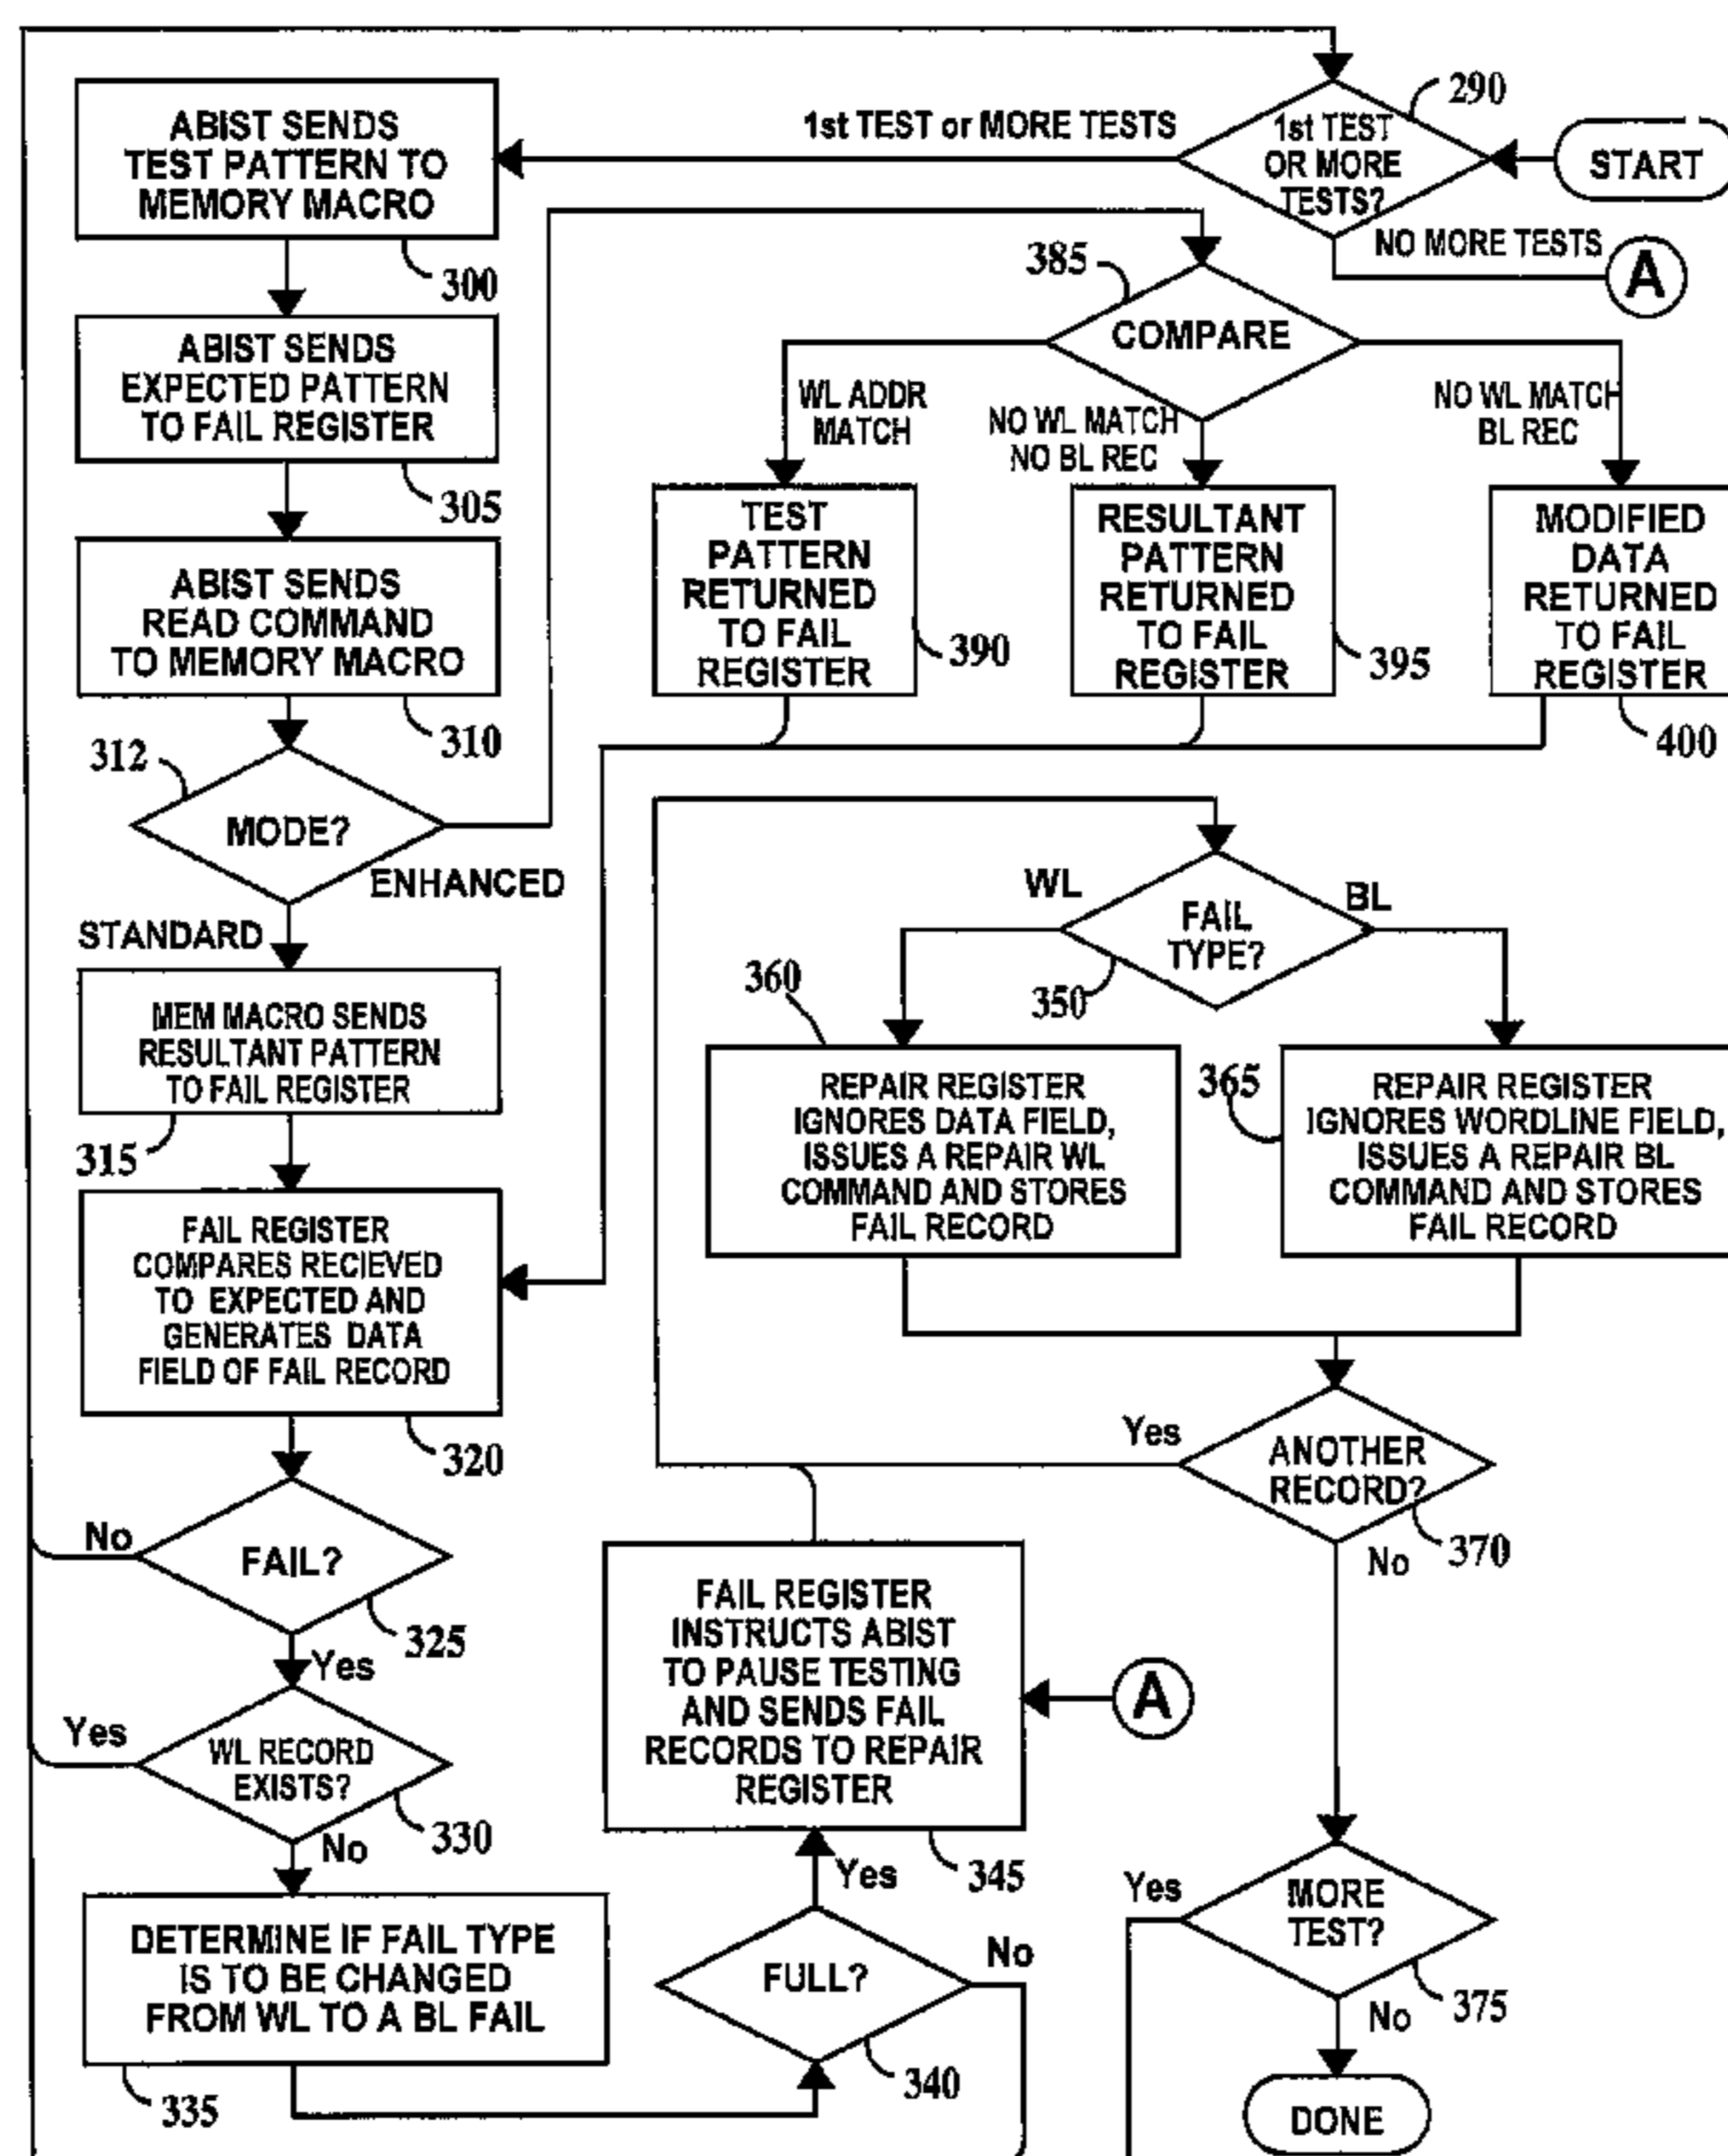 290
1st TEST
OR MORE
TESTS?
START
1st TEST or MORE TESTS
NO MORE TESTS
A
ABIST SENDS
TEST PATTERN TO
MEMORY MACRO
300
ABIST SENDS
EXPECTED PATTERN
TO FAIL REGISTER
305
ABIST SENDS
READ COMMAND
TO MEMORY MACRO
310
312
MODE?
ENHANCED
STANDARD
385
COMPARE
WL ADDR
MATCH
NO WL MATCH
NO BL REC
NO WL MATCH
BL REC
TEST
PATTERN
RETURNED
TO FAIL
REGISTER
390
RESULTANT
PATTERN
RETURNED
TO FAIL
REGISTER
395
MODIFIED
DATA
RETURNED
TO FAIL
REGISTER
400
MEM MACRO SENDS
RESULTANT PATTERN
TO FAIL REGISTER
315
FAIL REGISTER
COMPARES RECIEVED
TO EXPECTED AND
GENERATES DATA
FIELD OF FAIL RECORD
320
No
FAIL?
325
Yes
Yes
WL RECORD
EXISTS?
330
No
DETERMINE IF FAIL TYPE
IS TO BE CHANGED
FROM WL TO A BL FAIL
335
FULL?
340
No
Yes
FAIL REGISTER
INSTRUCTS ABIST
TO PAUSE TESTING
AND SENDS FAIL
RECORDS TO REPAIR
REGISTER
345
A
WL
FAIL
TYPE?
BL
350
360
REPAIR REGISTER
IGNORES DATA FIELD,
ISSUES A REPAIR WL
COMMAND AND STORES
FAIL RECORD
365
REPAIR REGISTER
IGNORES WORDLINE FIELD,
ISSUES A REPAIR BL
COMMAND AND STORES
FAIL RECORD
Yes
ANOTHER
RECORD?
370
No
Yes
MORE
TEST?
375
No
DONE